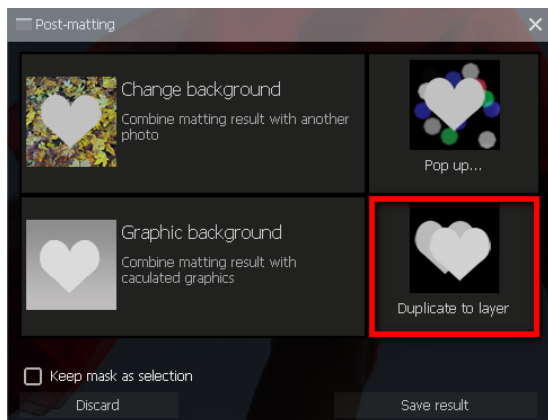 Post-matting
Change background
Combine matting result with another
photo
Pop up...
Graphic background
Combine matting result with
caculated graphics
Duplicate to layer
Keep mask as selection
Discard
Save result